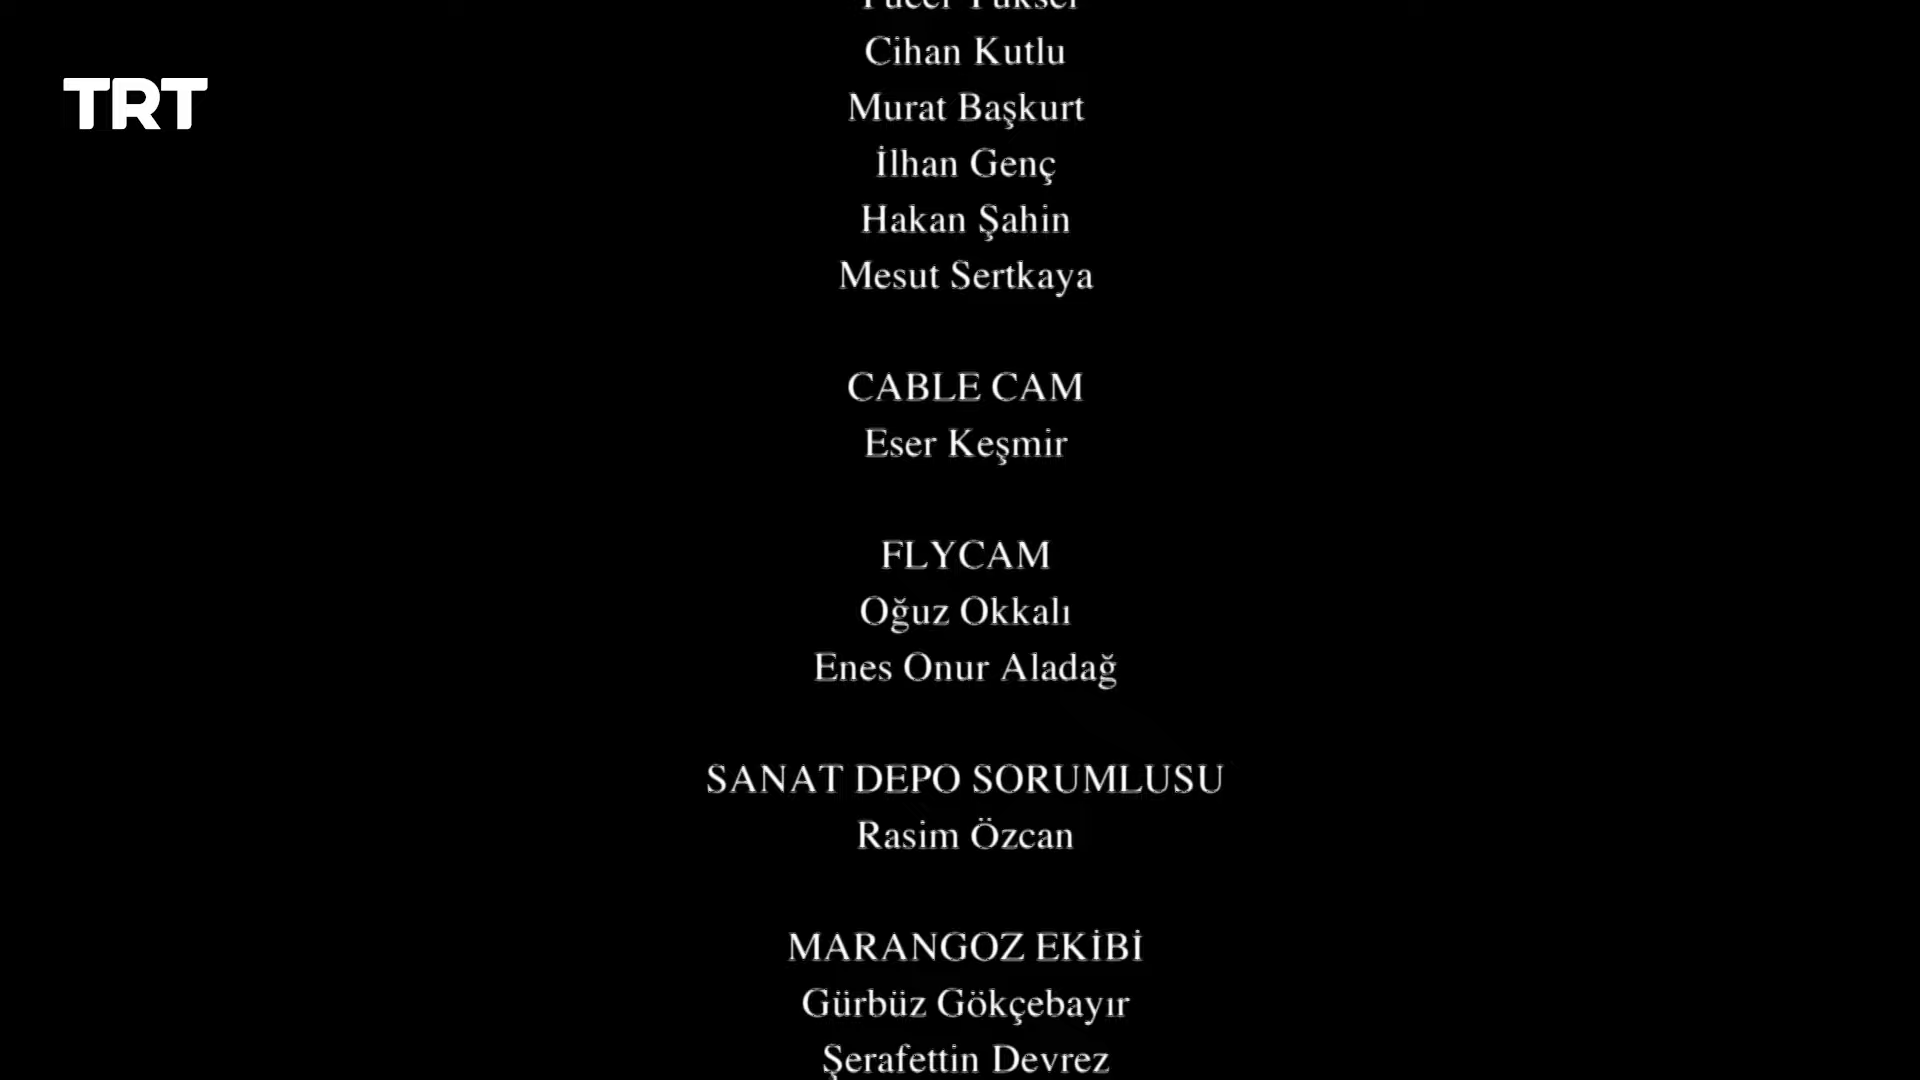 TRT
Cihan Kutlu
Murat Başkurt
İlhan Genç
Hakan Şahin
Mesut Sertkaya
CABLE CAM
Eser Keşmir
FLYCAM
Oğuz Okkalı
Enes Onur Aladağ
SANAT DEPO SORUMLUSU
Rasim Özcan
MARANGOZ EKİBİ
Gürbüz Gökçebayır
Şerafettin Devrez